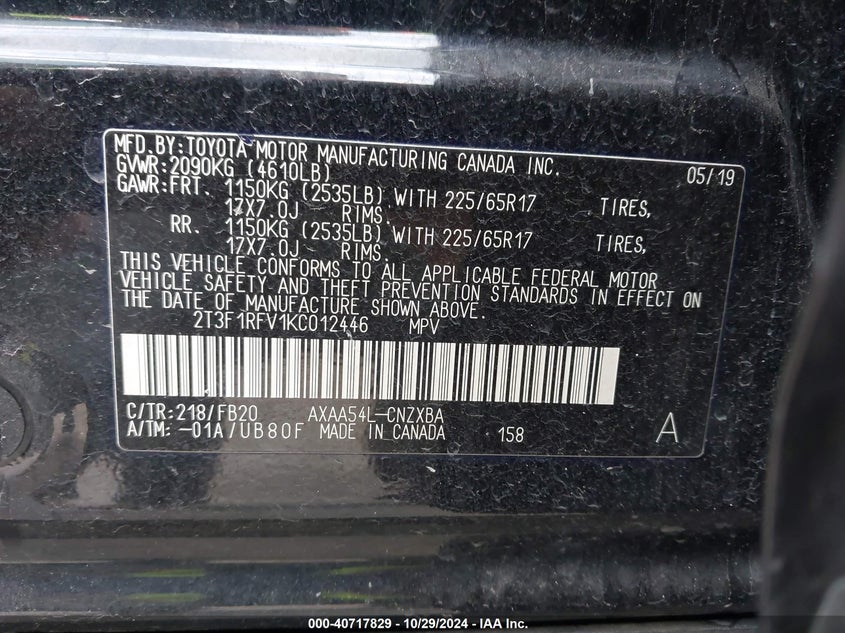 MFD.BY:TOYOTA MOTOR MANUFACTURING CANADA INC. 05/19
GVWR:2090KG (4610LB)
GAWR:FRT. 1150KG (2535LB) WITH 225/65R17 TIRES,
17X7.0J RIMS.
RR. 1150KG (2535LB) WITH 225/65R17 TIRES,
17X7.0J RIMS.
THIS VEHICLE CONFORMS TO ALL APPLICABLE FEDERAL MOTOR
VEHICLE SAFETY AND THEFT PREVENTION STANDARDS IN EFFECT ON
THE DATE OF MANUFACTURE SHOWN ABOVE.
2T3F1RFV1KC012446 MPV
C/TR:218/FB20 AXAA54L-CNZXBA
A/TM: -01A/UB80F MADE IN CANADA 158 A
000-40717829 - 10/29/2024 - IAA Inc.